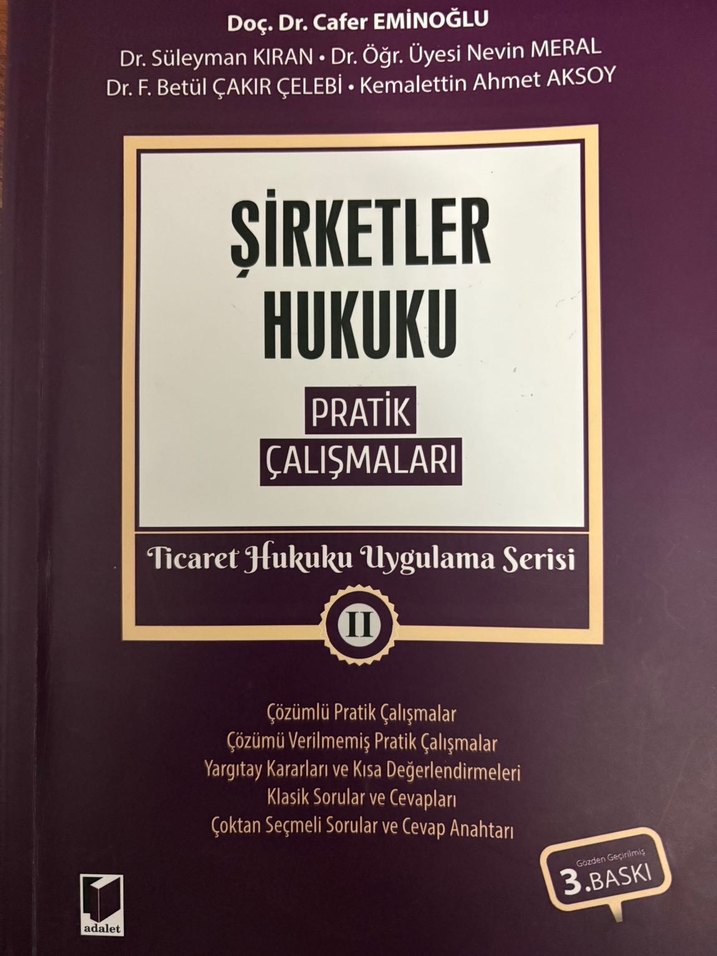 Doç. Dr. Cafer EMİNOĞLU
Dr. Süleyman KIRAN • Dr. Öğr. Üyesi Nevin MERAL
Dr. F. Betül ÇAKIR ÇELEBİ • Kemalettin Ahmet AKSOY
ŞİRKETLER
HUKUKU
PRATİK
ÇALIŞMALARI
Ticaret Hukuku Uygulama Serisi
II
Çözümlü Pratik Çalışmalar
Çözümü Verilmemiş Pratik Çalışmalar
Yargıtay Kararları ve Kısa Değerlendirmeleri
Klasik Sorular ve Cevapları
Çoktan Seçmeli Sorular ve Cevap Anahtarı
Gözden Geçirilmiş
3.BASKI
adalet